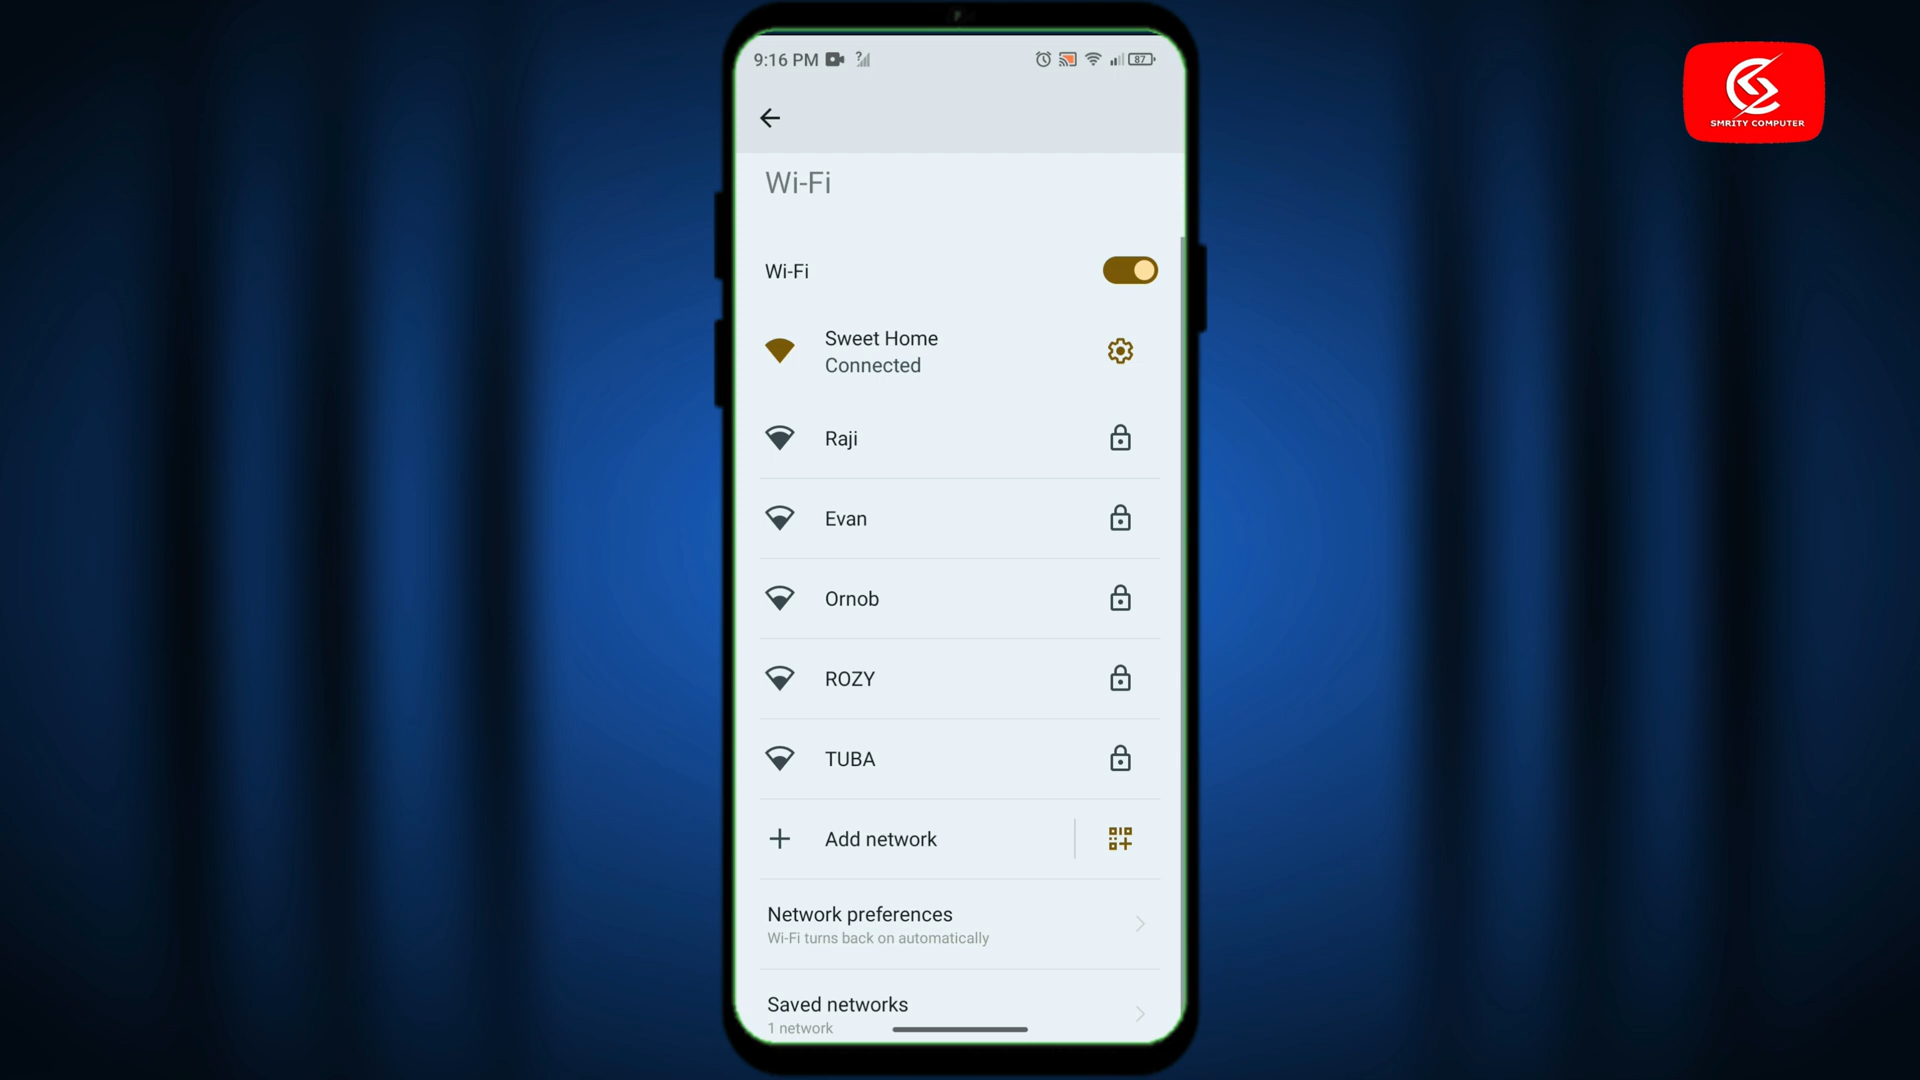 9:16 PM
87
SMRITY COMPUTER
Wi-Fi
Wi-Fi
Sweet Home
Connected
Raji
Evan
Ornob
ROZY
TUBA
Add network
Network preferences
Wi-Fi turns back on automatically
Saved networks
1 network